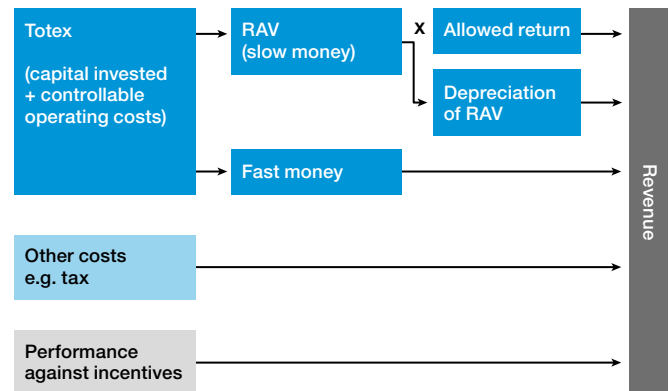 Totex
(capital invested
+ controllable
operating costs)
RAV
(slow money)
X
Allowed return
Depreciation
of RAV
Fast money
Other costs
e.g. tax
Performance
against incentives
Revenue